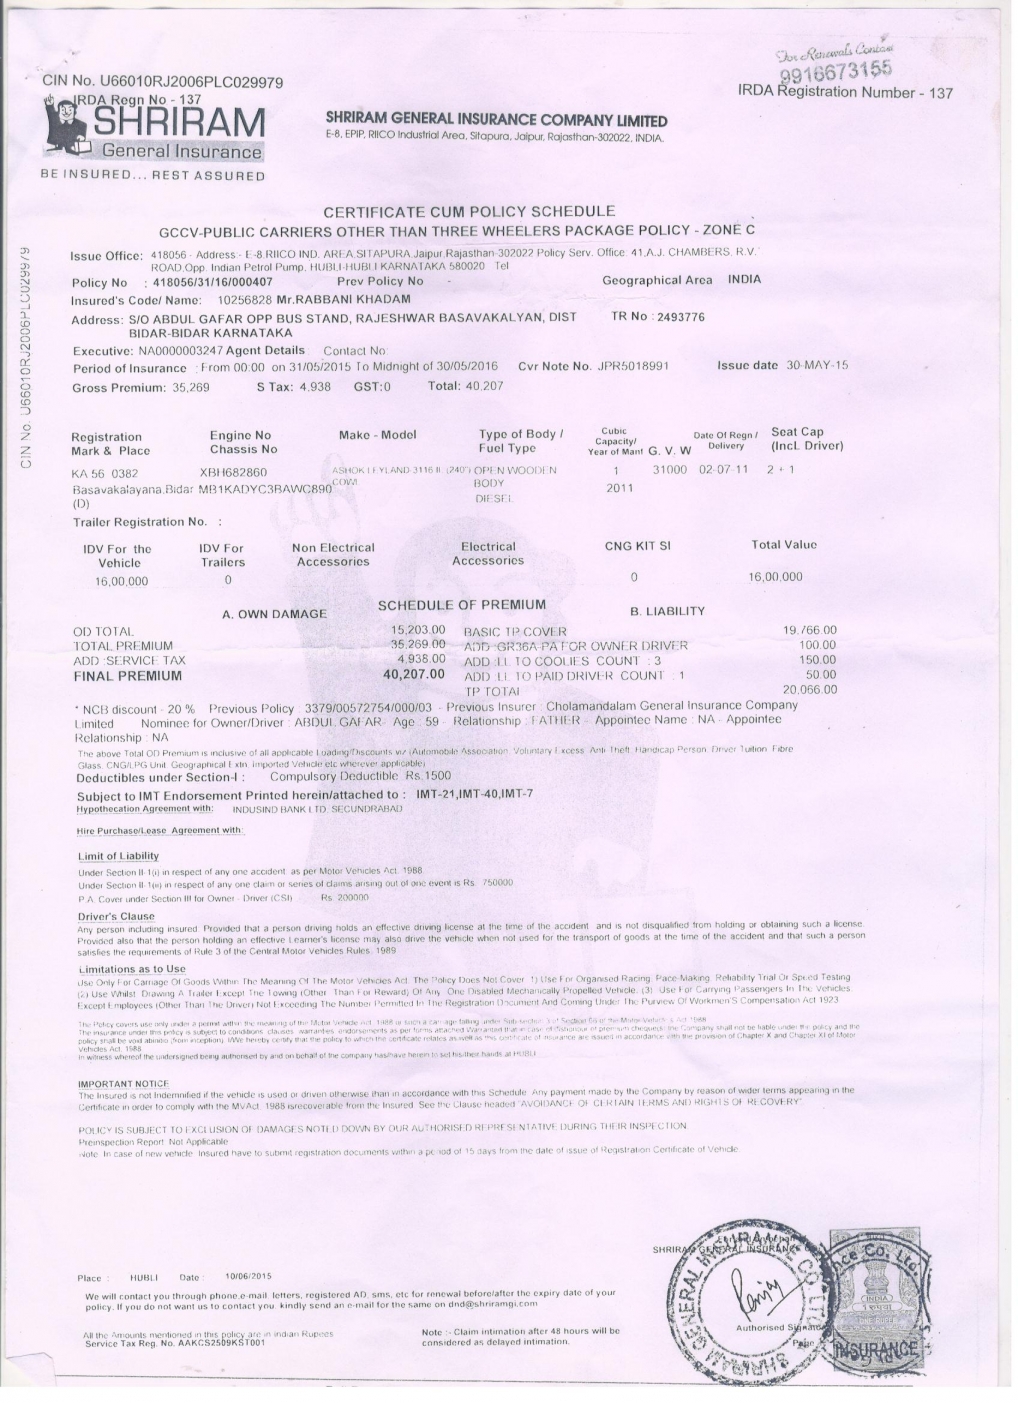 For Renewals Contact
9916673155
CIN No. U66010RJ2006PLC029979
IRDA Regn No - 137
IRDA Registration Number - 137
SHRIRAM
General Insurance
BE INSURED... REST ASSURED
SHRIRAM GENERAL INSURANCE COMPANY LIMITED
E-8, EPIP, RIICO Industrial Area, Sitapura, Jaipur, Rajasthan-302022, INDIA.
CERTIFICATE CUM POLICY SCHEDULE
GCCV-PUBLIC CARRIERS OTHER THAN THREE WHEELERS PACKAGE POLICY - ZONE C
CIN No. U66010RJ2006PLC029979
Issue Office: 418056 - Address - E-8,RIICO IND. AREA,SITAPURA,Jaipur,Rajasthan-302022 Policy Serv. Office: 41,A.J. CHAMBERS, R.V.
ROAD,Opp. Indian Petrol Pump, HUBLI-HUBLI KARNATAKA 580020 Tel
Policy No : 418056/31/16/000407 Prev Policy No - Geographical Area INDIA
Insured's Code/ Name: 10256828 Mr.RABBANI KHADAM
Address: S/O ABDUL GAFAR OPP BUS STAND, RAJESHWAR BASAVAKALYAN, DIST TR No : 2493776
BIDAR-BIDAR KARNATAKA
Executive: NA0000003247 Agent Details : Contact No
Period of Insurance : From 00:00 on 31/05/2015 To Midnight of 30/05/2016 Cvr Note No. JPR5018991 Issue date 30-MAY-15
Gross Premium: 35,269 S Tax: 4,938 GST:0 Total: 40,207
Registration Mark & Place Engine No Chassis No Make - Model Type of Body / Fuel Type Cubic Capacity/ Year of Manf G. V. W Date Of Regn / Delivery Seat Cap (Incl. Driver)
KA 56 0382 XBH682860 ASHOK LEYLAND-3116 IL (240") OPEN WOODEN 1 31000 02-07-11 2 + 1
Basavakalayana,Bidar MB1KADYC3BAWC890 COWL BODY 2011
(D) DIESEL
Trailer Registration No. :
IDV For the Vehicle IDV For Trailers Non Electrical Accessories Electrical Accessories CNG KIT SI Total Value
16,00,000 0 0 16,00,000
SCHEDULE OF PREMIUM
A. OWN DAMAGE B. LIABILITY
OD TOTAL 15,203.00 BASIC TP COVER 19,766.00
TOTAL PREMIUM 35,269.00 ADD :GR36A-PA FOR OWNER DRIVER 100.00
ADD :SERVICE TAX 4,938.00 ADD :LL TO COOLIES COUNT : 3 150.00
FINAL PREMIUM 40,207.00 ADD :LL TO PAID DRIVER COUNT : 1 50.00
TP TOTAL 20,066.00
* NCB discount - 20 % Previous Policy : 3379/00572754/000/03 - Previous Insurer : Cholamandalam General Insurance Company
Limited Nominee for Owner/Driver : ABDUL GAFAR- Age : 59 - Relationship : FATHER - Appointee Name : NA - Appointee
Relationship : NA
The above Total OD Premium is inclusive of all applicable Loading/Discounts viz (Automobile Association, Voluntary Excess, Anti Theft, Handicap Person, Driver Tuition, Fibre
Glass, CNG/LPG Unit, Geographical Extn, Imported Vehicle etc wherever applicable)
Deductibles under Section-I : Compulsory Deductible Rs.1500
Subject to IMT Endorsement Printed herein/attached to : IMT-21,IMT-40,IMT-7
Hypothecation Agreement with: INDUSIND BANK LTD, SECUNDRABAD
Hire Purchase/Lease Agreement with:
Limit of Liability
Under Section II-1(i) in respect of any one accident as per Motor Vehicles Act, 1988
Under Section II-1(ii) in respect of any one claim or series of claims arising out of one event is Rs. 750000
P.A. Cover under Section III for Owner - Driver (CSI) Rs. 200000
Driver's Clause
Any person including insured. Provided that a person driving holds an effective driving license at the time of the accident and is not disqualified from holding or obtaining such a license.
Provided also that the person holding an effective Learner's license may also drive the vehicle when not used for the transport of goods at the time of the accident and that such a person
satisfies the requirements of Rule 3 of the Central Motor Vehicles Rules, 1989
Limitations as to Use
Use Only For Carriage Of Goods Within The Meaning Of The Motor Vehicles Act. The Policy Does Not Cover. 1) Use For Organised Racing, Pace Making, Reliability Trial Or Speed Testing.
(2) Use Whilst Drawing A Trailer Except The Towing (Other Than For Reward) Of Any One Disabled Mechanically Propelled Vehicle. (3) Use For Carrying Passengers In The Vehicles
Except Employees (Other Than The Driver) Not Exceeding The Number Permitted In The Registration Document And Coming Under The Purview Of Workmen'S Compensation Act 1923
The Policy covers use only under a permit within the meaning of the Motor Vehicle Act, 1988 or such a carriage falling under Sub-section 3 of Section 66 of the Motor Vehicles Act 1988
The insurance under this policy is subject to conditions, clauses, warranties, endorsements as per forms attached.Warranted that in case of dishonour of premium cheque(s) the Company shall not be liable under the policy and the
policy shall be void abinitio (from inception). I/We hereby certify that the policy to which the certificate relates as well as this certificate of insurance are issued in accordance with the provision of Chapter X and Chapter XI of Motor
Vehicles Act, 1988
In witness whereof the undersigned being authorised by and on behalf of the company has/have herein to set his/their hands at HUBLI
IMPORTANT NOTICE
The Insured is not Indemnified if the vehicle is used or driven otherwise than in accordance with this Schedule. Any payment made by the Company by reason of wider terms appearing in the
Certificate in order to comply with the MVAct, 1988 isrecoverable from the Insured. See the Clause headed "AVOIDANCE OF CERTAIN TERMS AND RIGHTS OF RECOVERY".
POLICY IS SUBJECT TO EXCLUSION OF DAMAGES NOTED DOWN BY OUR AUTHORISED REPRESENTATIVE DURING THEIR INSPECTION.
Preinspection Report: Not Applicable
Note: In case of new vehicle, Insured have to submit registration documents within a period of 15 days from the date of issue of Registration Certificate of Vehicle.
SHRIRAM GENERAL INSURANCE
SHRIRAM GENERAL INSURANCE CO. LTD
Authorised Signat
INDIA
ONE RUPEE
INSURANCE
Place : HUBLI Date : 10/06/2015
We will contact you through phone,e-mail, letters, registered AD, sms, etc for renewal before/after the expiry date of your
policy. If you do not want us to contact you, kindly send an e-mail for the same on dnd@shriramgi.com
All the Amounts mentioned in this policy are in Indian Rupees
Service Tax Reg. No. AAKCS2509KST001
Note :- Claim intimation after 48 hours will be
considered as delayed intimation.